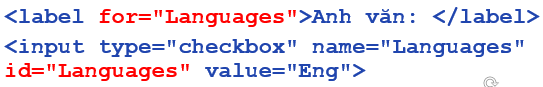 <label for="Languages">Anh văn: </label>
<input type="checkbox" name="Languages"
id="Languages" value="Eng">